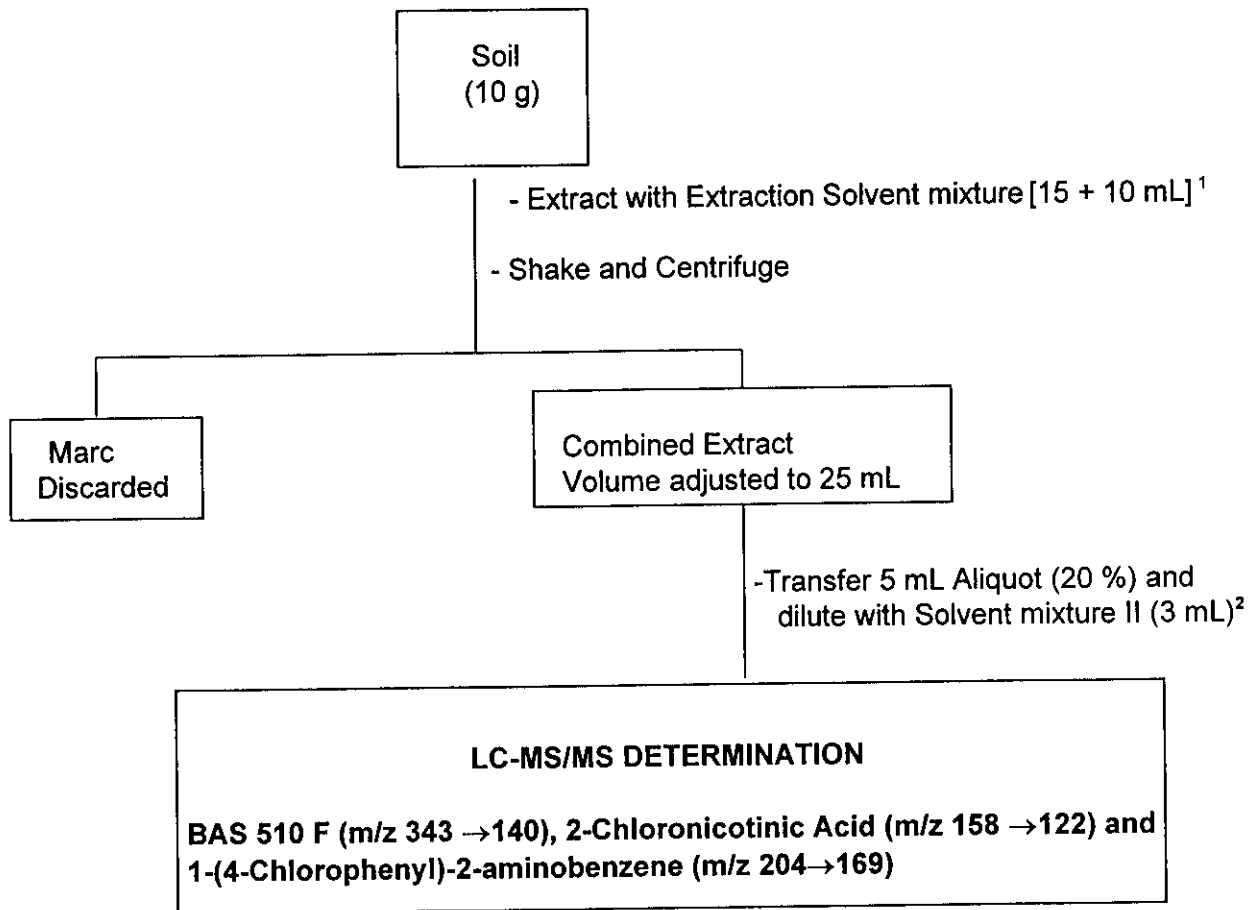 Soil
(10 g)
- Extract with Extraction Solvent mixture [15 + 10 mL] ¹
- Shake and Centrifuge
Marc
Discarded
Combined Extract
Volume adjusted to 25 mL
-Transfer 5 mL Aliquot (20 %) and
dilute with Solvent mixture II (3 mL)²
LC-MS/MS DETERMINATION
BAS 510 F (m/z 343 →140), 2-Chloronicotinic Acid (m/z 158 →122) and
1-(4-Chlorophenyl)-2-aminobenzene (m/z 204→169)